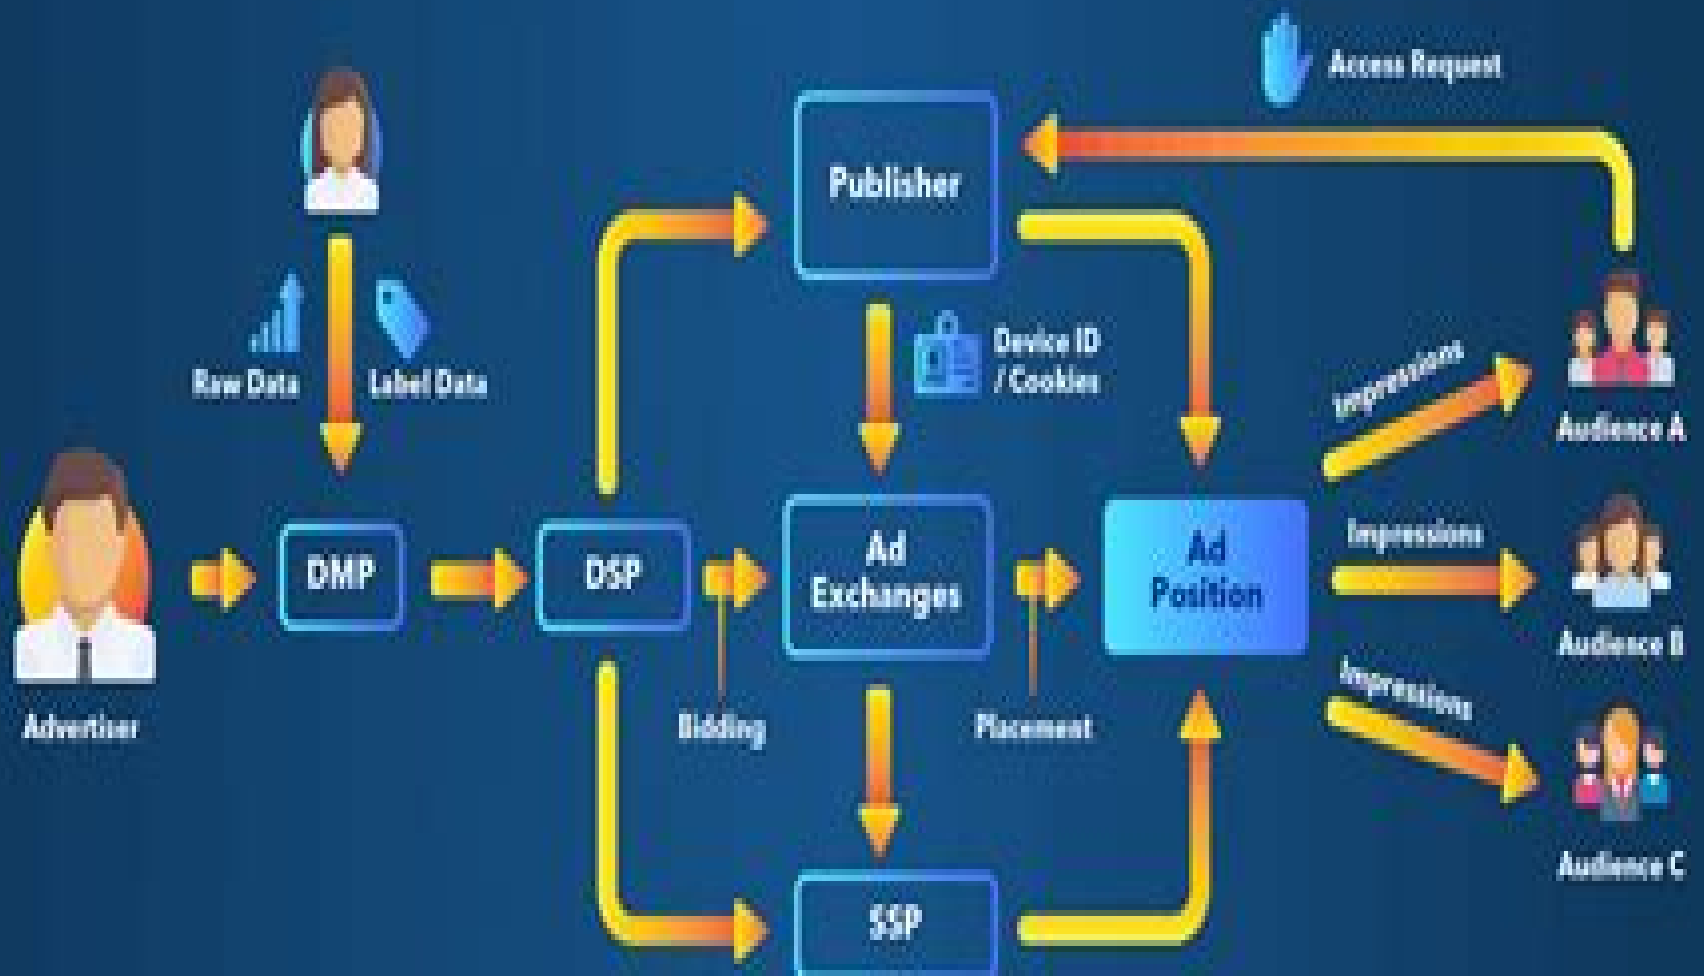 Access Request
Publisher
Device ID
/ Cookies
Raw Data
Label Data
Impressions
Audience A
DMP
DSP
Ad
Exchanges
Ad
Position
Impressions
Audience B
Impressions
Advertiser
Bidding
Placement
SSP
Audience C